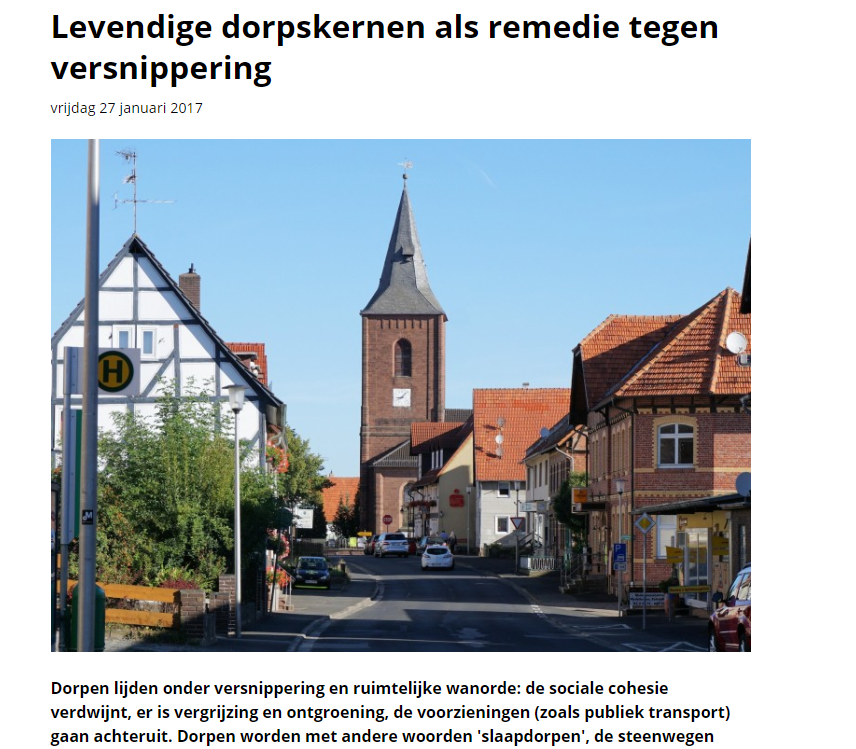 Levendige dorpskernen als remedie tegen
versnippering
vrijdag 27 januari 2017
H
P
Dorpen lijden onder versnippering en ruimtelijke wanorde: de sociale cohesie
verdwijnt, er is vergrijzing en ontgroening, de voorzieningen (zoals publiek transport)
gaan achteruit. Dorpen worden met andere woorden 'slaapdorpen', de steenwegen